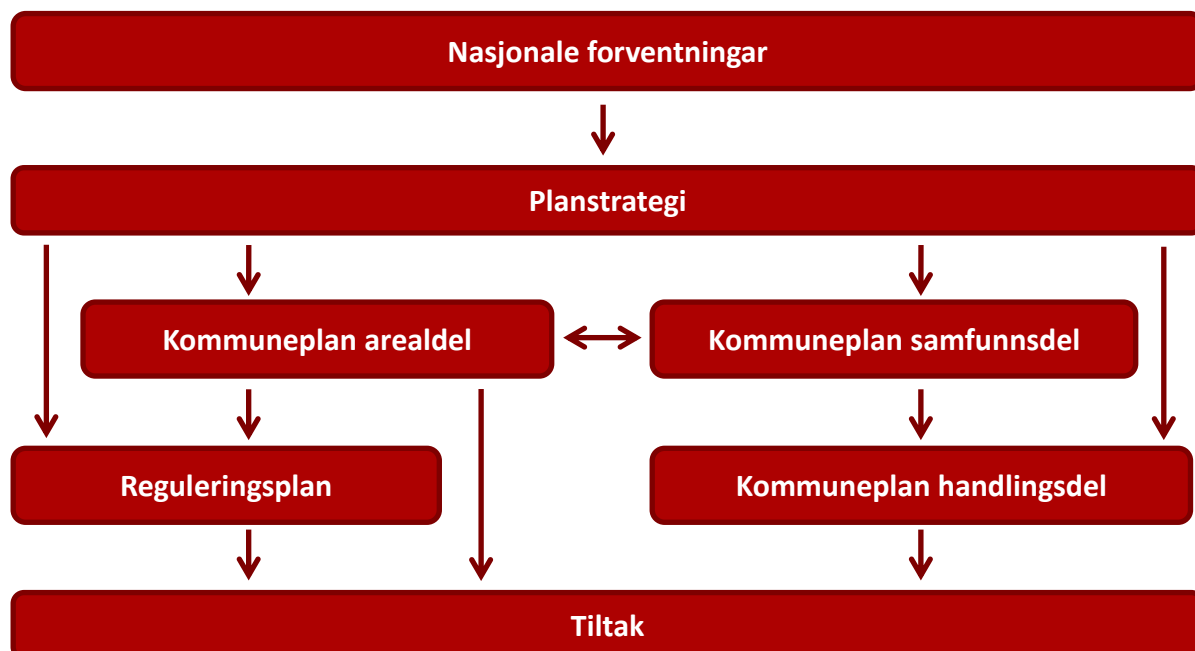 Nasjonale forventningar
Planstrategi
Kommuneplan arealdel
Kommuneplan samfunnsdel
Reguleringsplan
Kommuneplan handlingsdel
Tiltak